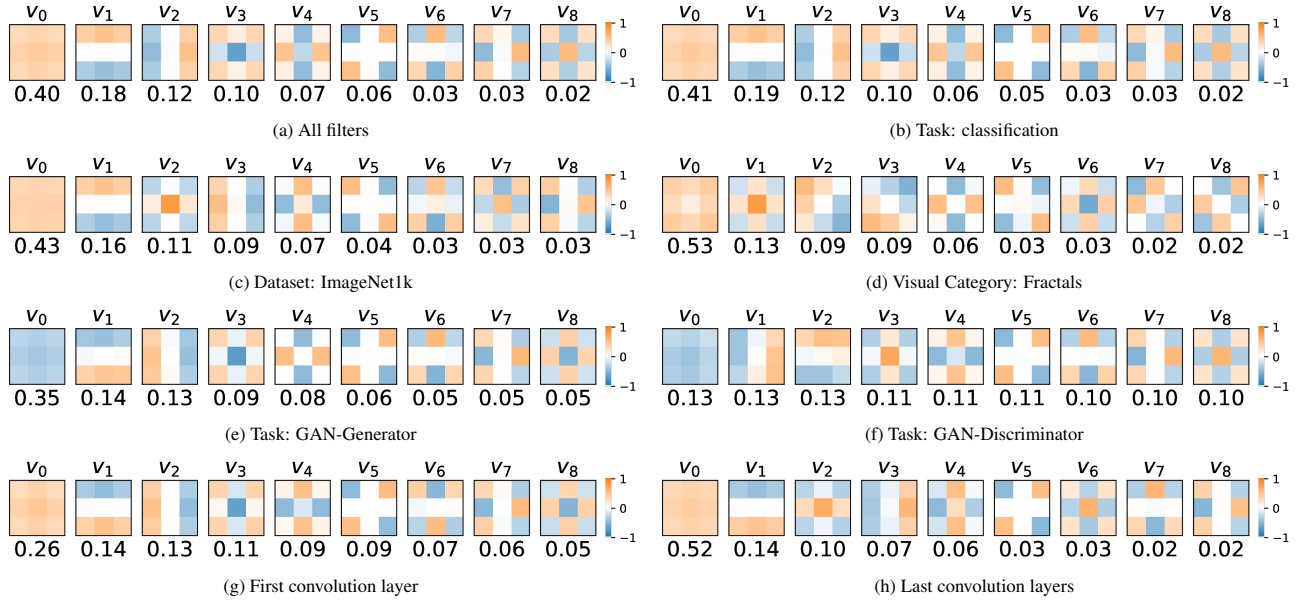 v0 v1 v2 v3 v4 v5 v6 v7 v8
1
0
−1
0.40 0.18 0.12 0.10 0.07 0.06 0.03 0.03 0.02
(a) All filters
v0 v1 v2 v3 v4 v5 v6 v7 v8
1
0
−1
0.41 0.19 0.12 0.10 0.06 0.05 0.03 0.03 0.02
(b) Task: classification
v0 v1 v2 v3 v4 v5 v6 v7 v8
1
0
−1
0.43 0.16 0.11 0.09 0.07 0.04 0.03 0.03 0.03
(c) Dataset: ImageNet1k
v0 v1 v2 v3 v4 v5 v6 v7 v8
1
0
−1
0.53 0.13 0.09 0.09 0.06 0.03 0.03 0.02 0.02
(d) Visual Category: Fractals
v0 v1 v2 v3 v4 v5 v6 v7 v8
1
0
−1
0.35 0.14 0.13 0.09 0.08 0.06 0.05 0.05 0.05
(e) Task: GAN-Generator
v0 v1 v2 v3 v4 v5 v6 v7 v8
1
0
−1
0.13 0.13 0.13 0.11 0.11 0.11 0.10 0.10 0.10
(f) Task: GAN-Discriminator
v0 v1 v2 v3 v4 v5 v6 v7 v8
1
0
−1
0.26 0.14 0.13 0.11 0.09 0.09 0.07 0.06 0.05
(g) First convolution layer
v0 v1 v2 v3 v4 v5 v6 v7 v8
1
0
−1
0.52 0.14 0.10 0.07 0.06 0.03 0.03 0.02 0.02
(h) Last convolution layers